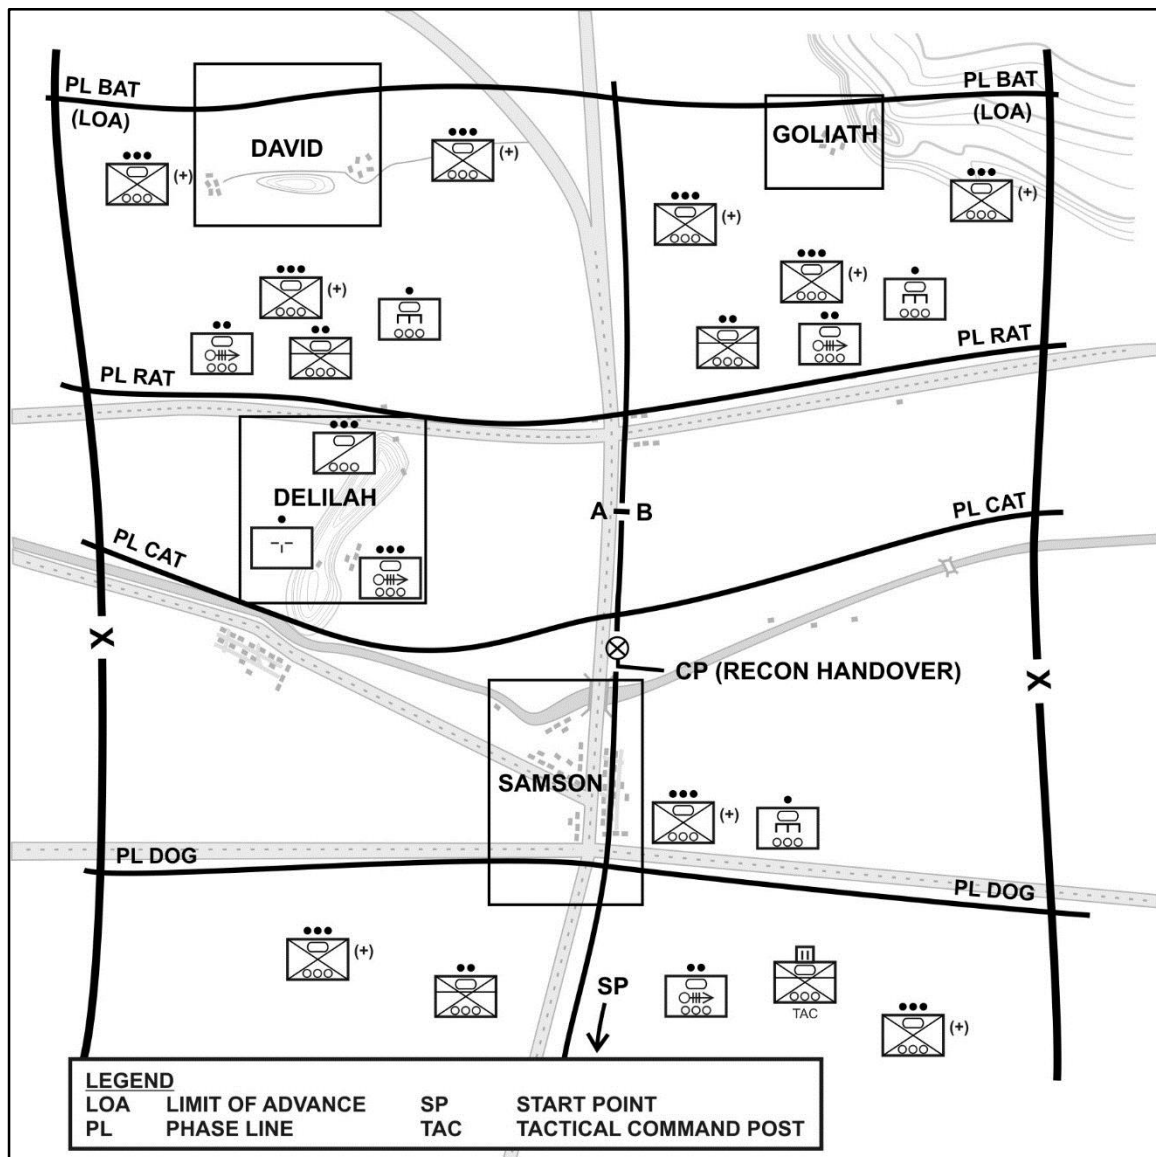 PL BAT
(LOA)
PL BAT
(LOA)
DAVID
GOLIATH
(+)
(+)
(+)
(+)
(+)
(+)
PL RAT
PL RAT
DELILAH
A B
PL CAT
PL CAT
X
X
CP (RECON HANDOVER)
SAMSON
(+)
PL DOG
PL DOG
(+)
SP
II
TAC
(+)
LEGEND
LOA LIMIT OF ADVANCE SP START POINT
PL PHASE LINE TAC TACTICAL COMMAND POST